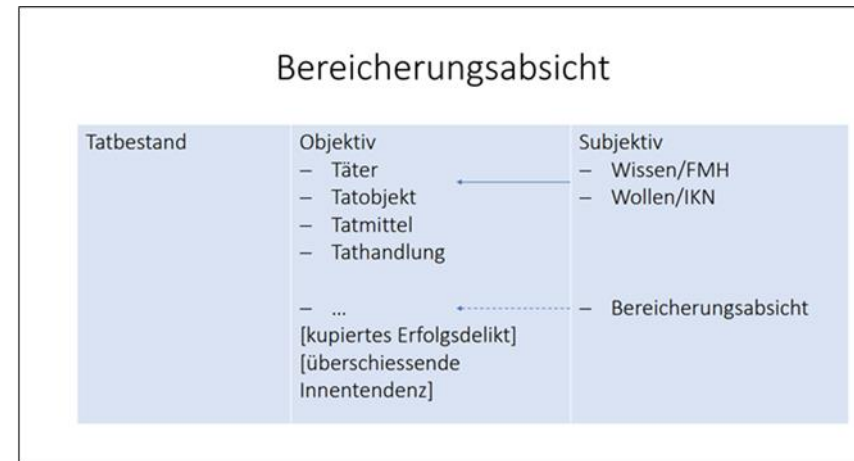 Bereicherungsabsicht
Tatbestand
Objektiv
– Täter
– Tatobjekt
– Tatmittel
– Tathandlung
– ...
[kupiertes Erfolgsdelikt]
[überschiessende
Innentendenz]
Subjektiv
– Wissen/FMH
– Wollen/IKN
– Bereicherungsabsicht